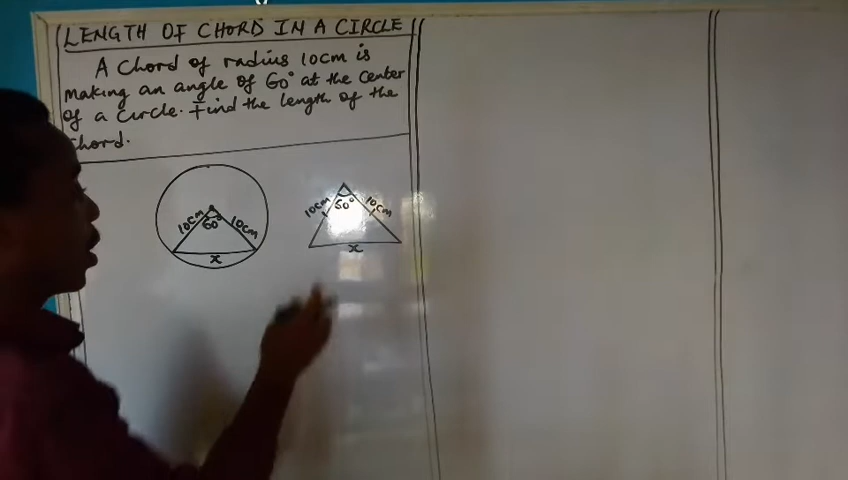 LENGTH OF CHORD IN A CIRCLE
A chord of radius 10cm is
making an angle of 60° at the center
of a circle. Find the length of the
chord.
10cm 10cm
60°
x
10cm 10cm
50°
x